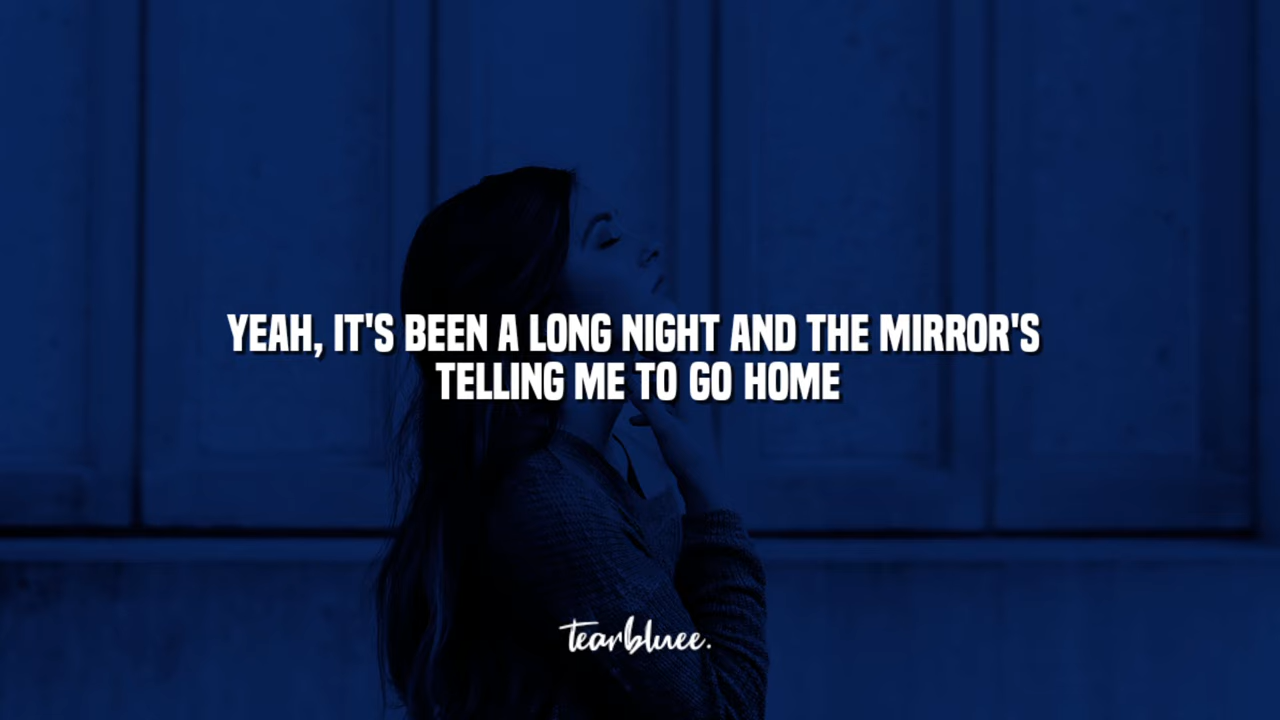 YEAH, IT'S BEEN A LONG NIGHT AND THE MIRROR'S
TELLING ME TO GO HOME
tearbluee.